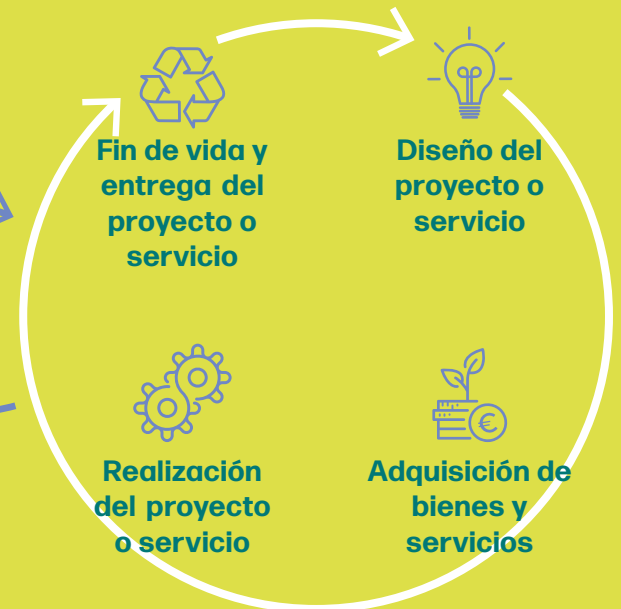 Fin de vida y
entrega del
proyecto o
servicio
Diseño del
proyecto o
servicio
Realización
del proyecto
o servicio
Adquisición de
bienes y
servicios
€